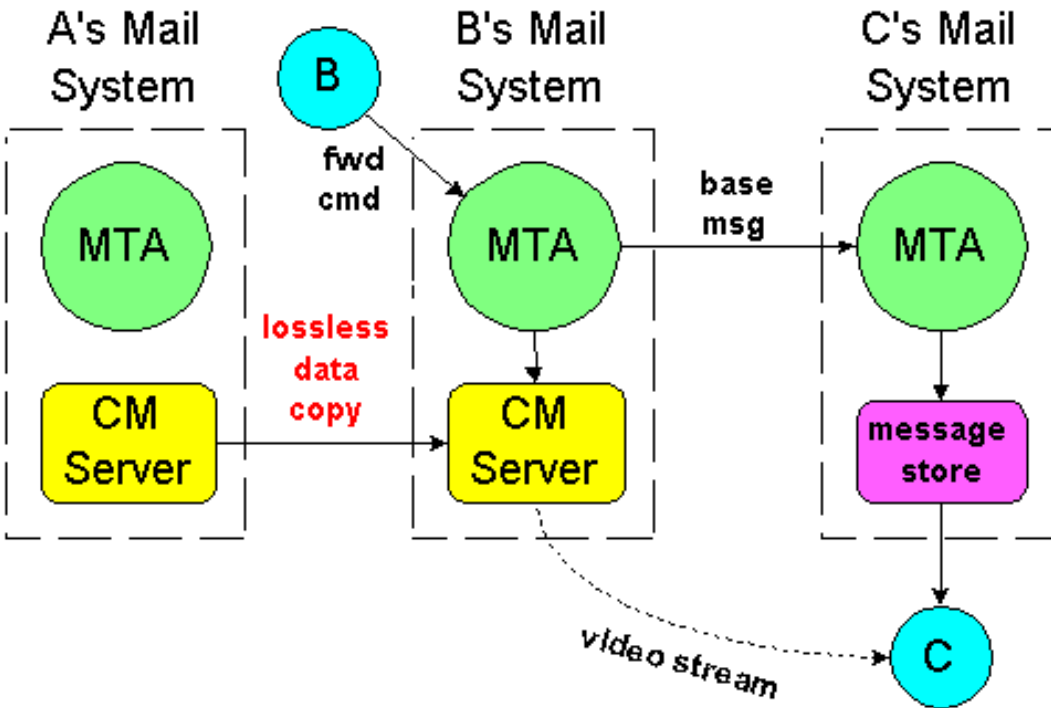 A's Mail
System
B
B's Mail
System
C's Mail
System
fwd
cmd
MTA
MTA
base
msg
MTA
lossless
data
copy
CM
Server
CM
Server
message
store
video stream
C